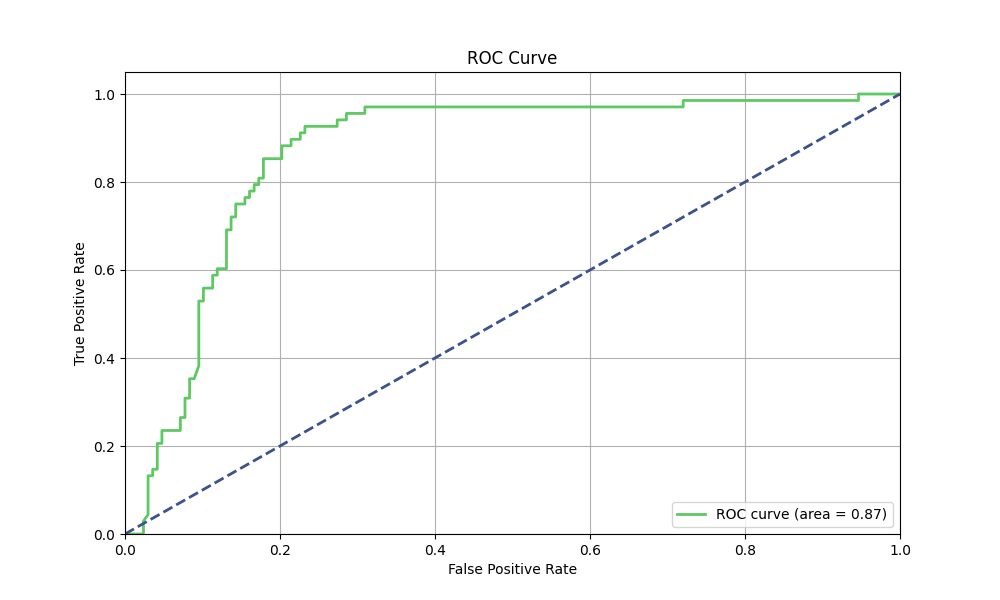 ROC Curve
True Positive Rate
1.0
0.8
0.6
0.4
0.2
0.0
ROC curve (area = 0.87)
0.0 0.2 0.4 0.6 0.8 1.0
False Positive Rate